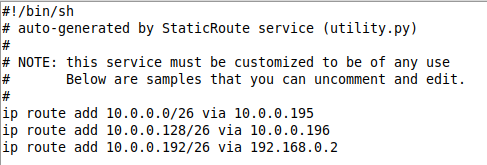 #!/bin/sh
# auto-generated by StaticRoute service (utility.py)
#
# NOTE: this service must be customized to be of any use
#       Below are samples that you can uncomment and edit.
#
ip route add 10.0.0.0/26 via 10.0.0.195
ip route add 10.0.0.128/26 via 10.0.0.196
ip route add 10.0.0.192/26 via 192.168.0.2